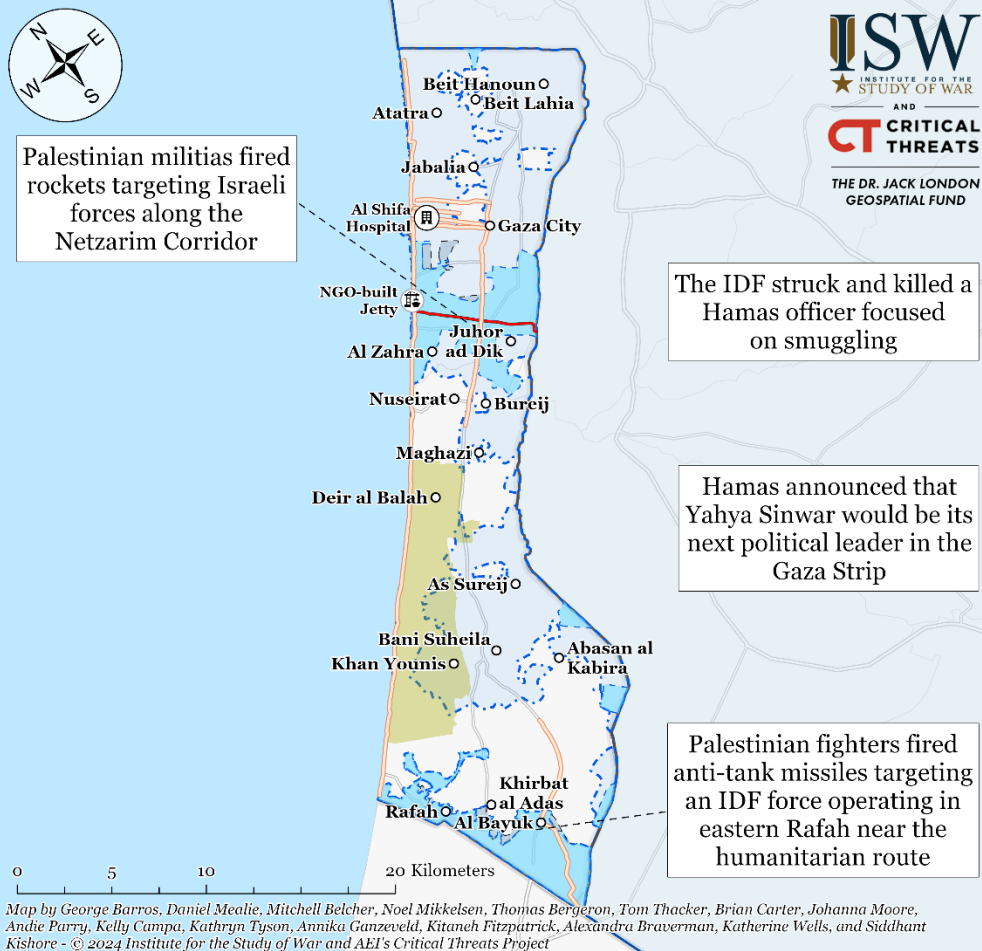 N
E
W
S
ISW
INSTITUTE FOR THE
STUDY OF WAR
AND
CT CRITICAL
THREATS
THE DR. JACK LONDON
GEOSPATIAL FUND
Beit Hanoun
Beit Lahia
Atatra
Palestinian militias fired
rockets targeting Israeli
forces along the
Netzarim Corridor
Jabalia
Al Shifa
Hospital
Gaza City
The IDF struck and killed a
Hamas officer focused
on smuggling
NGO-built
Jetty
Juhor
ad Dik
Al Zahra
Nuseirat
Bureij
Maghazi
Deir al Balah
Hamas announced that
Yahya Sinwar would be its
next political leader in the
Gaza Strip
As Sureij
Bani Suheila
Abasan al
Kabira
Khan Younis
Palestinian fighters fired
anti-tank missiles targeting
an IDF force operating in
eastern Rafah near the
humanitarian route
Khirbat
al Adas
Rafah
Al Bayuk
0 5 10 20 Kilometers
Map by George Barros, Daniel Mealie, Mitchell Belcher, Noel Mikkelsen, Thomas Bergeron, Tom Thacker, Brian Carter, Johanna Moore,
Andie Parry, Kelly Campa, Kathryn Tyson, Annika Ganzeveld, Kitaneh Fitzpatrick, Alexandra Braverman, Katherine Wells, and Siddhant
Kishore - © 2024 Institute for the Study of War and AEI's Critical Threats Project